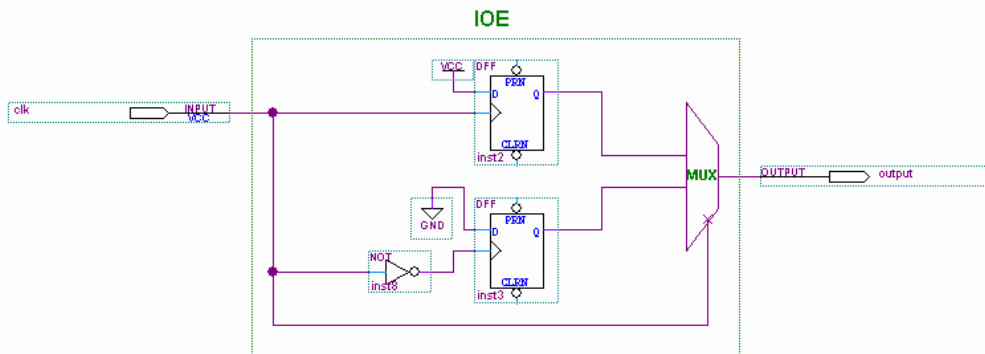 IOE
VCC
DFF
PRN
D
Q
CLRN
inst2
clk
INPUT
VCC
MUX
OUTPUT
output
DFF
PRN
D
Q
CLRN
inst3
GND
NOT
inst8